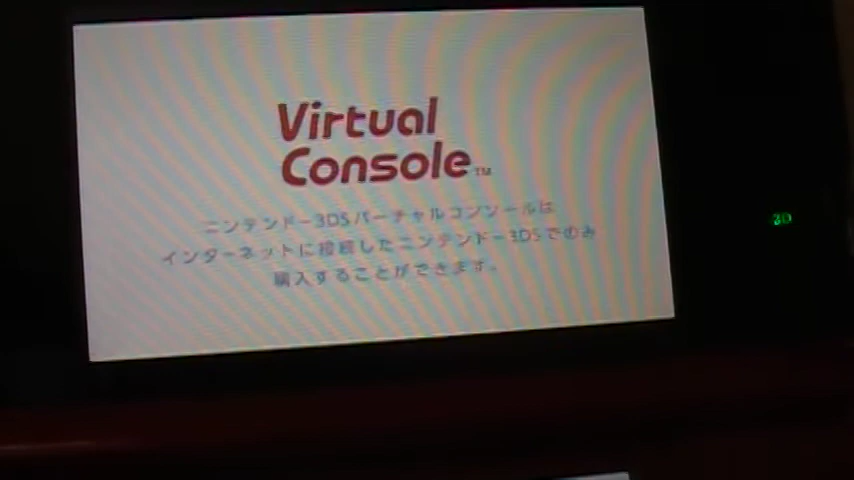 Virtual
Console™
ニンテンドー3DSバーチャルコンソールは
インターネットに接続したニンテンドー3DSでのみ
購入することができます。
3D